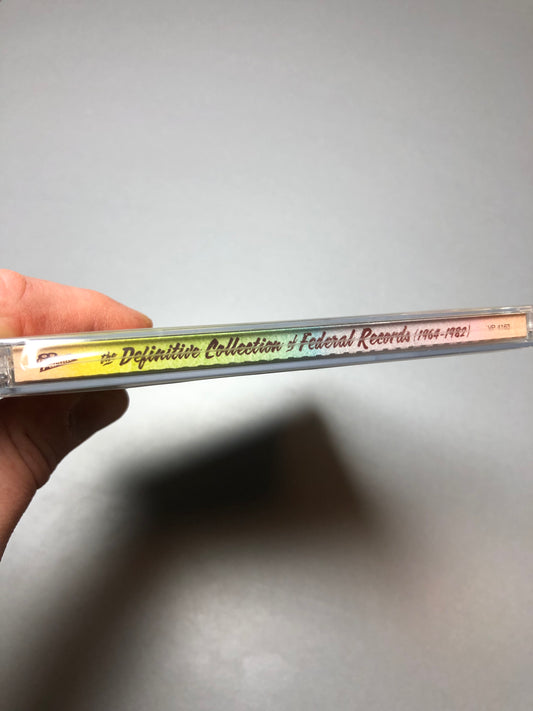 the Definitive Collection of Federal Records (1964-1982) VP 4163